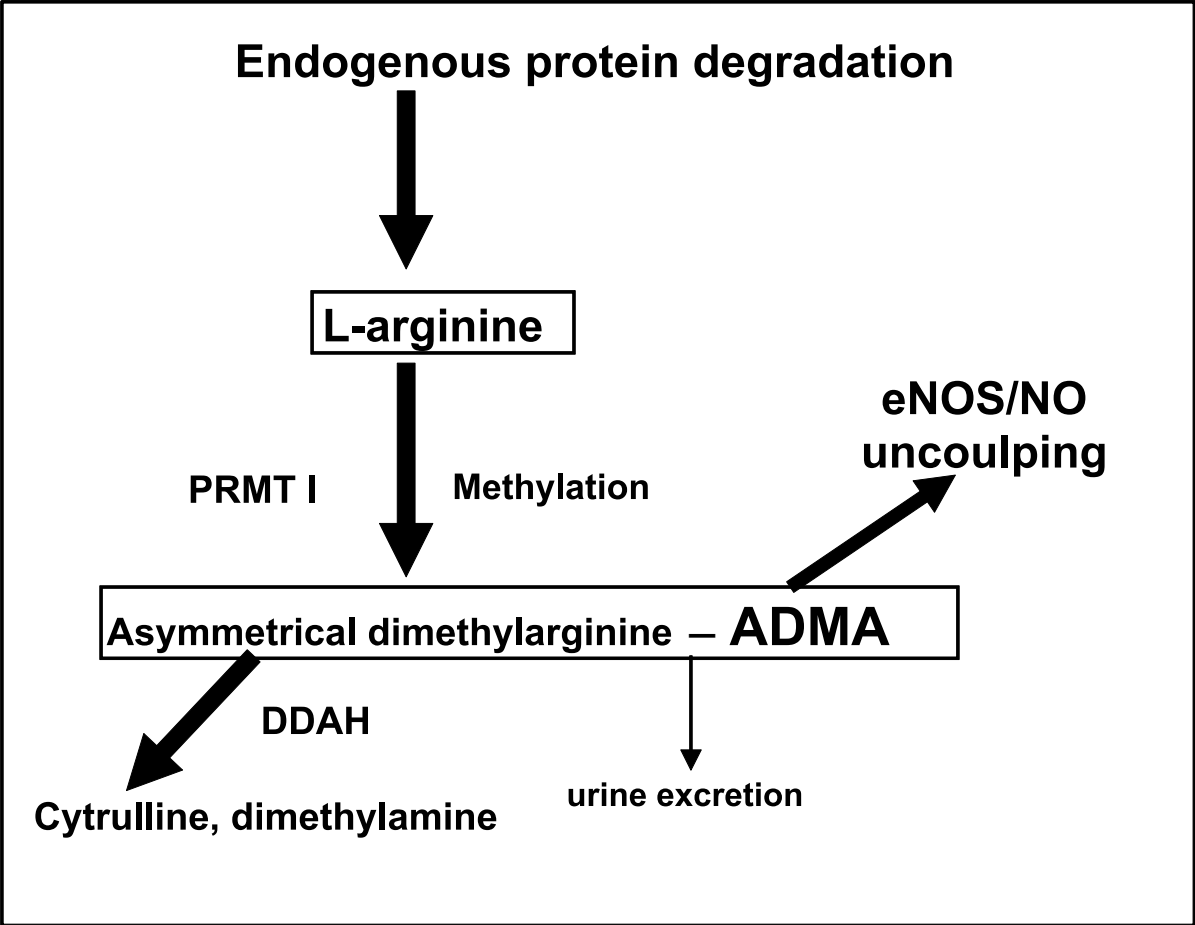 Endogenous protein degradation
L-arginine
eNOS/NO
uncoulping
PRMT I
Methylation
Asymmetrical dimethylarginine – ADMA
DDAH
urine excretion
Cytrulline, dimethylamine